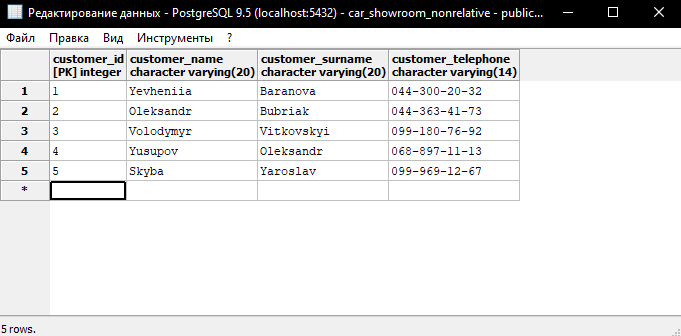 Редактирование данных - PostgreSQL 9.5 (localhost:5432) - car_showroom_nonrelative - public....
Файл Правка Вид Инструменты ?
customer_id customer_name customer_surname customer_telephone
[PK] integer character varying(20) character varying(20) character varying(14)
1 1 Yevheniia Baranova 044-300-20-32
2 2 Oleksandr Bubriak 044-363-41-73
3 3 Volodymyr Vitkovskyi 099-180-76-92
4 4 Yusupov Oleksandr 068-897-11-13
5 5 Skyba Yaroslav 099-969-12-67
*
5 rows.